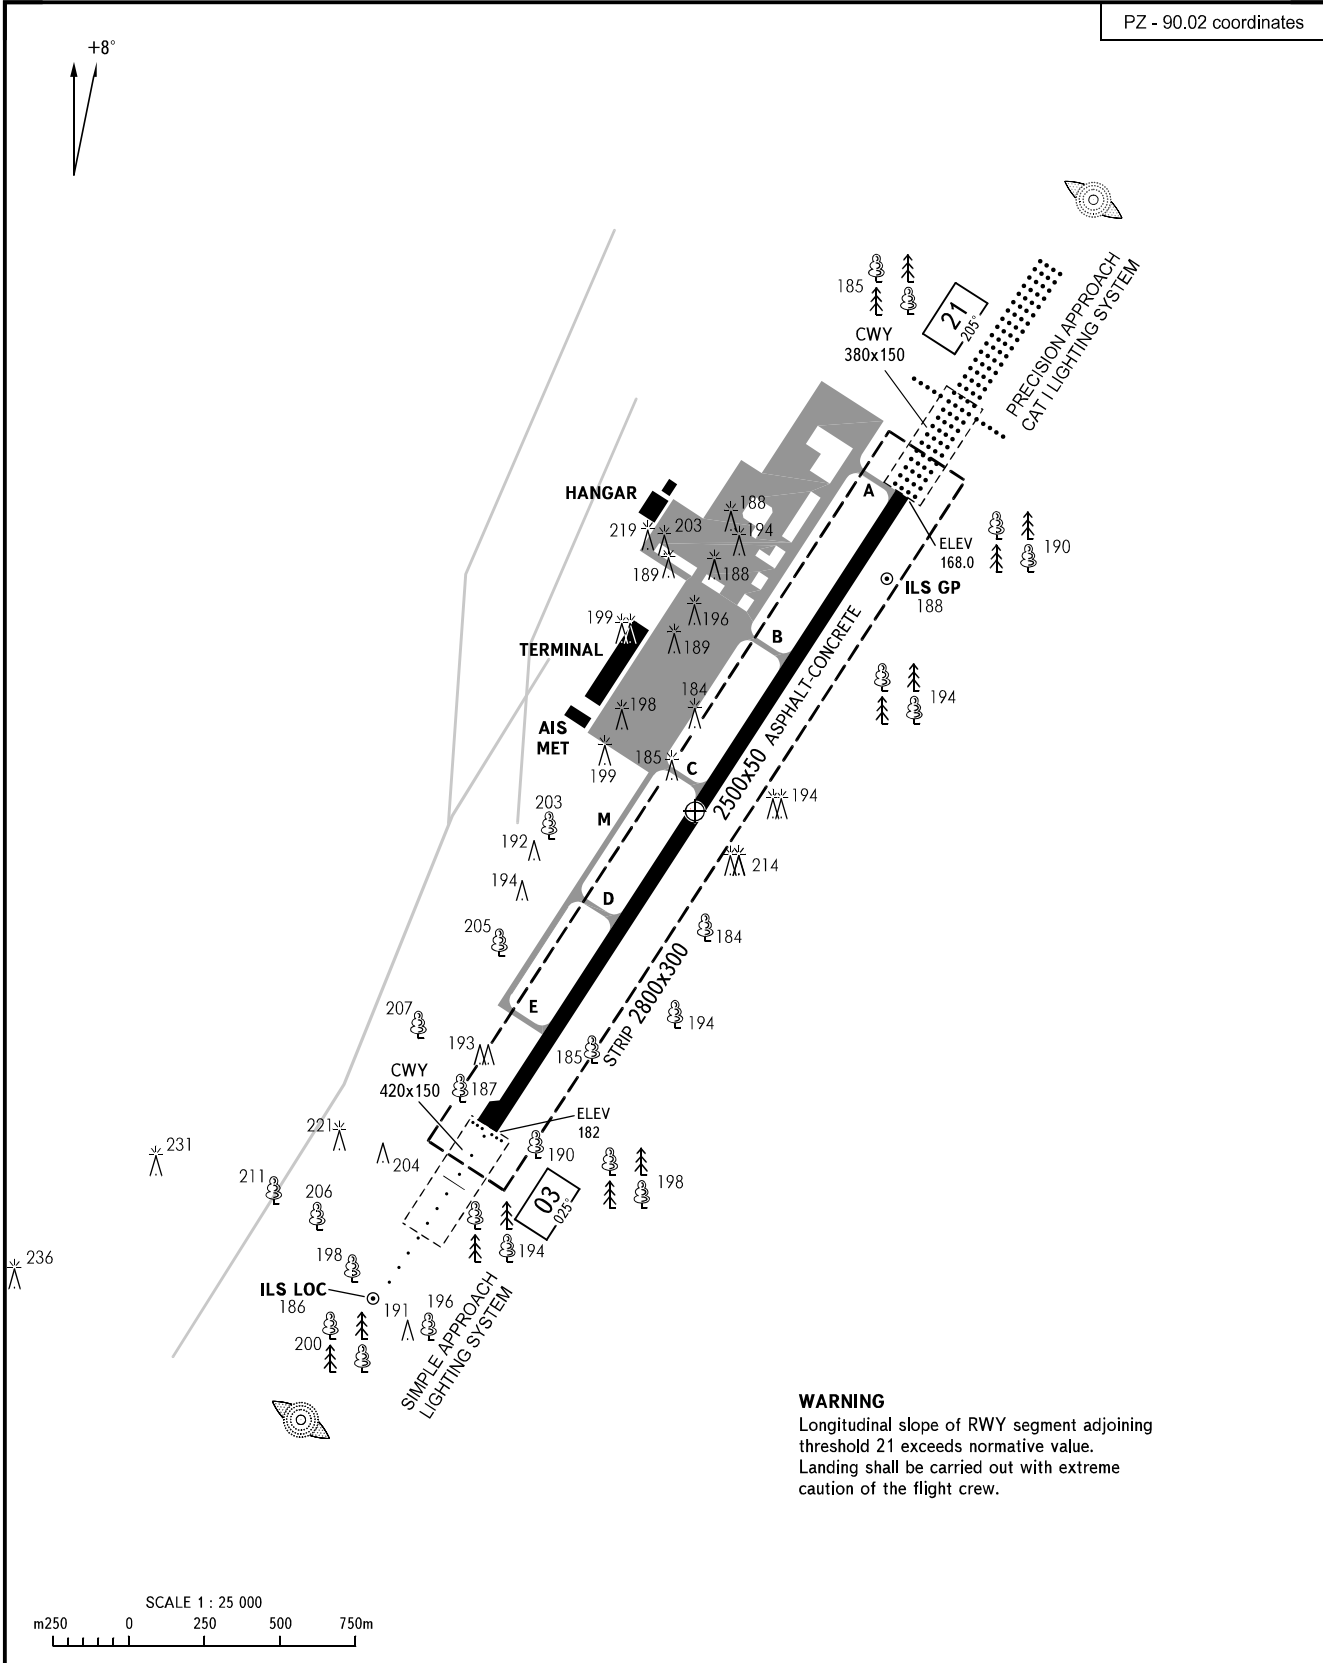 PZ - 90.02 coordinates
+8°
185
21
205°
CWY
380x150
PRECISION APPROACH
CAT I LIGHTING SYSTEM
HANGAR
A
188
219
203
194
189
188
ELEV
168.0
190
ILS GP
188
199
196
TERMINAL
189
B
184
198
194
AIS
MET
199
185
C
2500x50 ASPHALT-CONCRETE
194
203
M
192
214
194
D
205
184
207
E
194
193
185
STRIP 2800x300
CWY
420x150
187
ELEV
182
221
231
204
190
211
206
198
03
025°
194
236
198
ILS LOC
186
191
196
200
SIMPLE APPROACH
LIGHTING SYSTEM
WARNING
Longitudinal slope of RWY segment adjoining
threshold 21 exceeds normative value.
Landing shall be carried out with extreme
caution of the flight crew.
SCALE 1 : 25 000
m250 0 250 500 750m